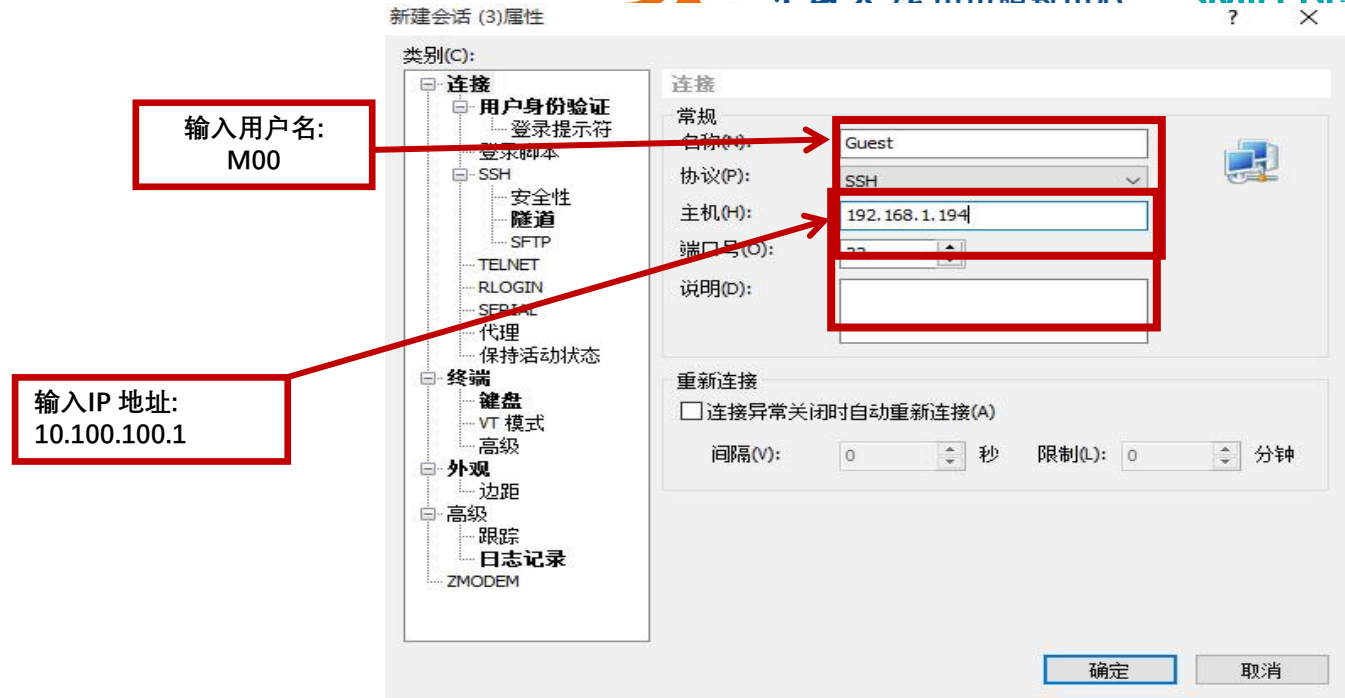 新建会话 (3)属性
?
类别(C):
连接
用户身份验证
登录提示符
登录脚本
SSH
安全性
隧道
SFTP
TELNET
RLOGIN
SERIAL
代理
保持活动状态
终端
键盘
VT 模式
高级
外观
边距
高级
跟踪
日志记录
ZMODEM
连接
常规
名称(N):
Guest
协议(P):
SSH
主机(H):
192.168.1.194
端口号(O):
说明(D):
重新连接
连接异常关闭时自动重新连接(A)
间隔(V): 0 秒 限制(L): 0 分钟
确定 取消
输入用户名:
M00
输入IP 地址:
10.100.100.1